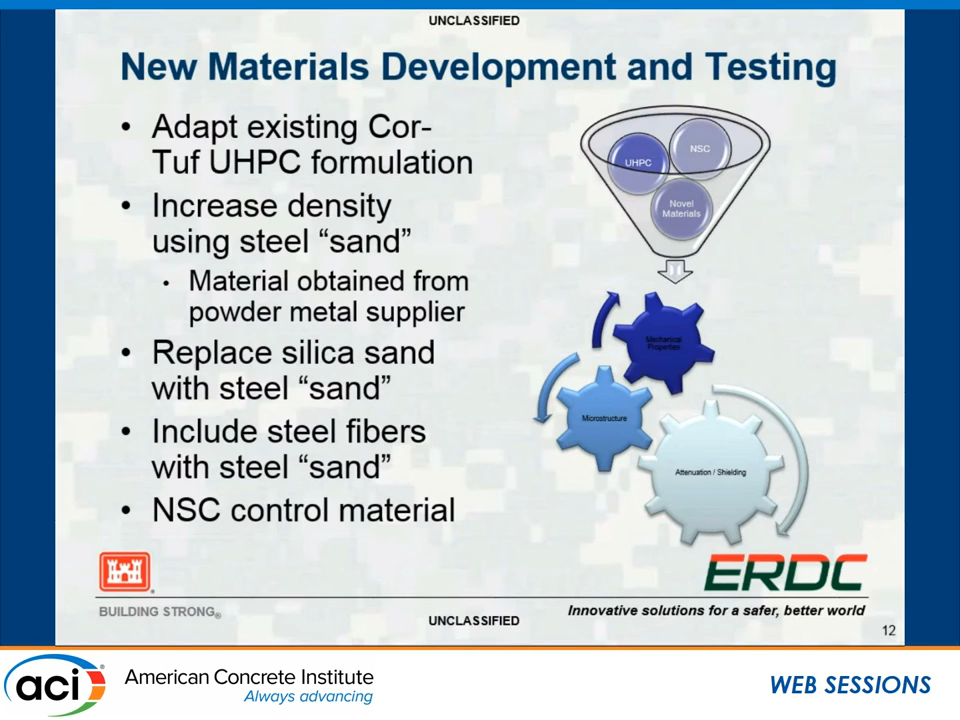 UNCLASSIFIED
New Materials Development and Testing
• Adapt existing Cor-
Tuf UHPC formulation
• Increase density
using steel “sand”
• Material obtained from
powder metal supplier
• Replace silica sand
with steel “sand”
• Include steel fibers
with steel “sand”
• NSC control material
UHPC
NSC
Novel
Materials
Mechanical
Properties
Microstructure
Attenuation / Shielding
BUILDING STRONG®
ERDC
Innovative solutions for a safer, better world
UNCLASSIFIED
12
aci®
American Concrete Institute
Always advancing
WEB SESSIONS